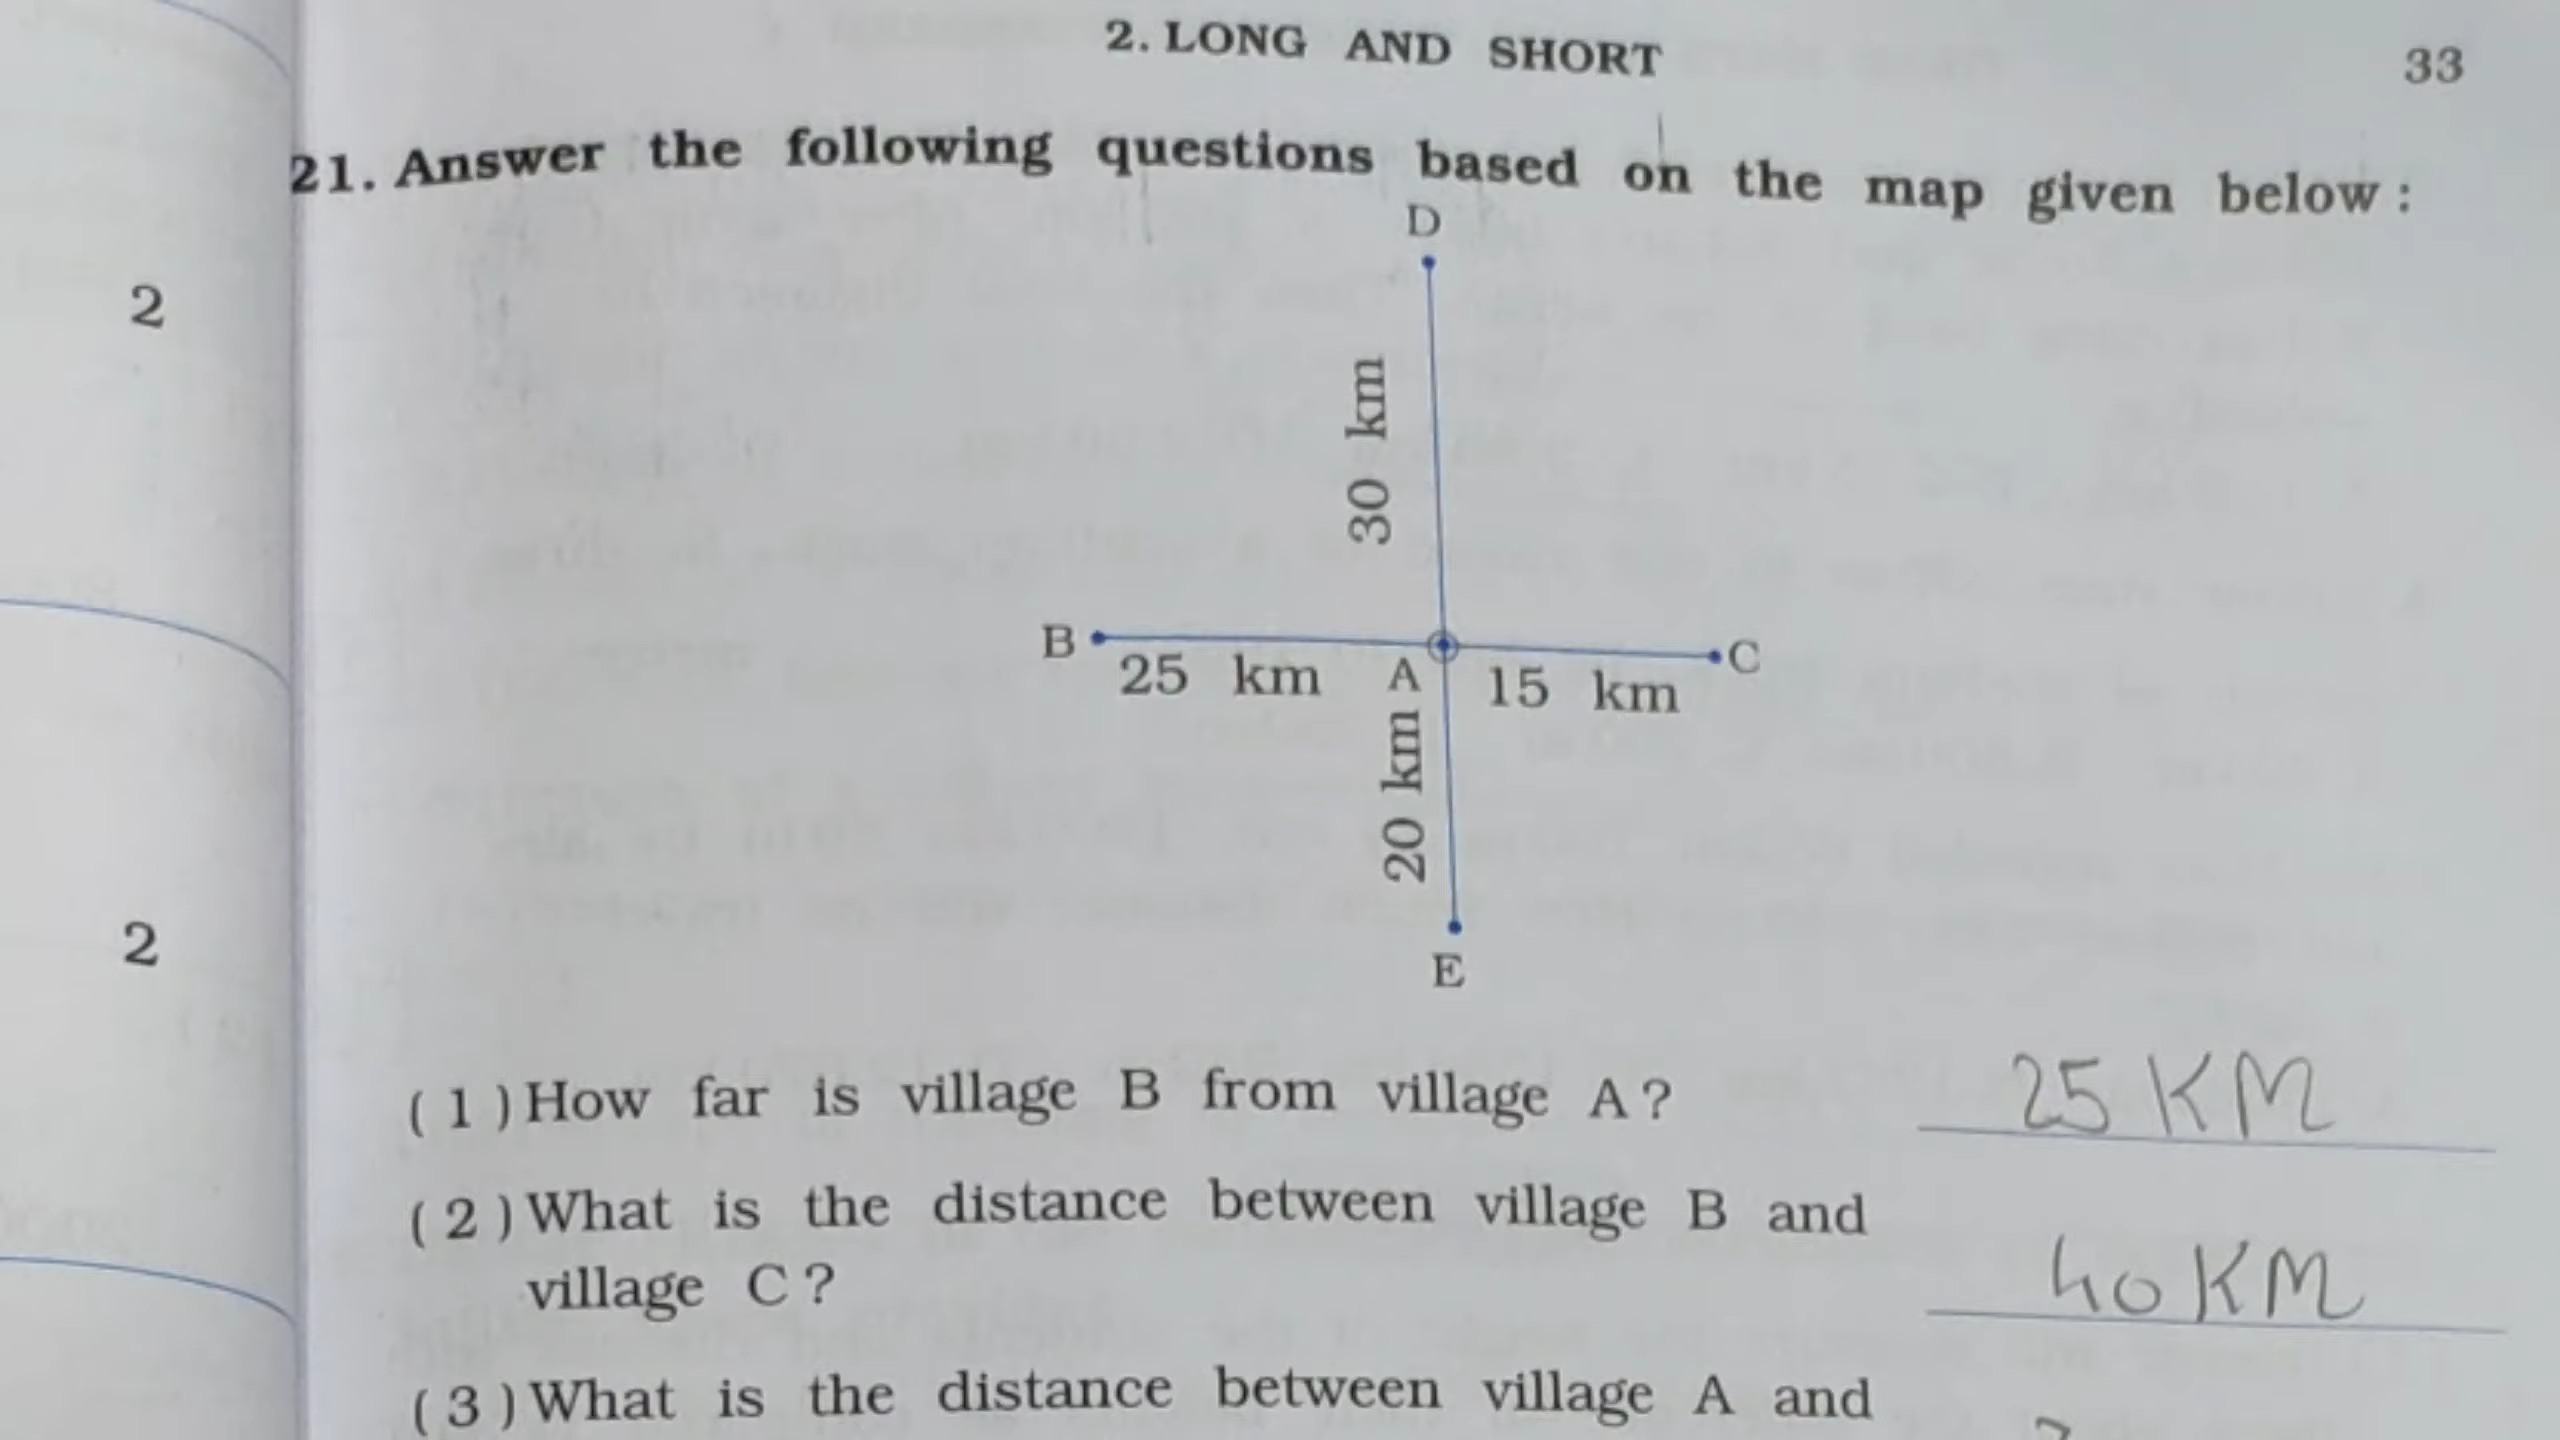 2. LONG AND SHORT
33
21. Answer the following questions based on the map given below :
D
30 km
B
C
25 km
A
15 km
20 km
E
2
2
( 1 ) How far is village B from village A ?
25 KM
( 2 ) What is the distance between village B and
village C ?
40 KM
( 3 ) What is the distance between village A and